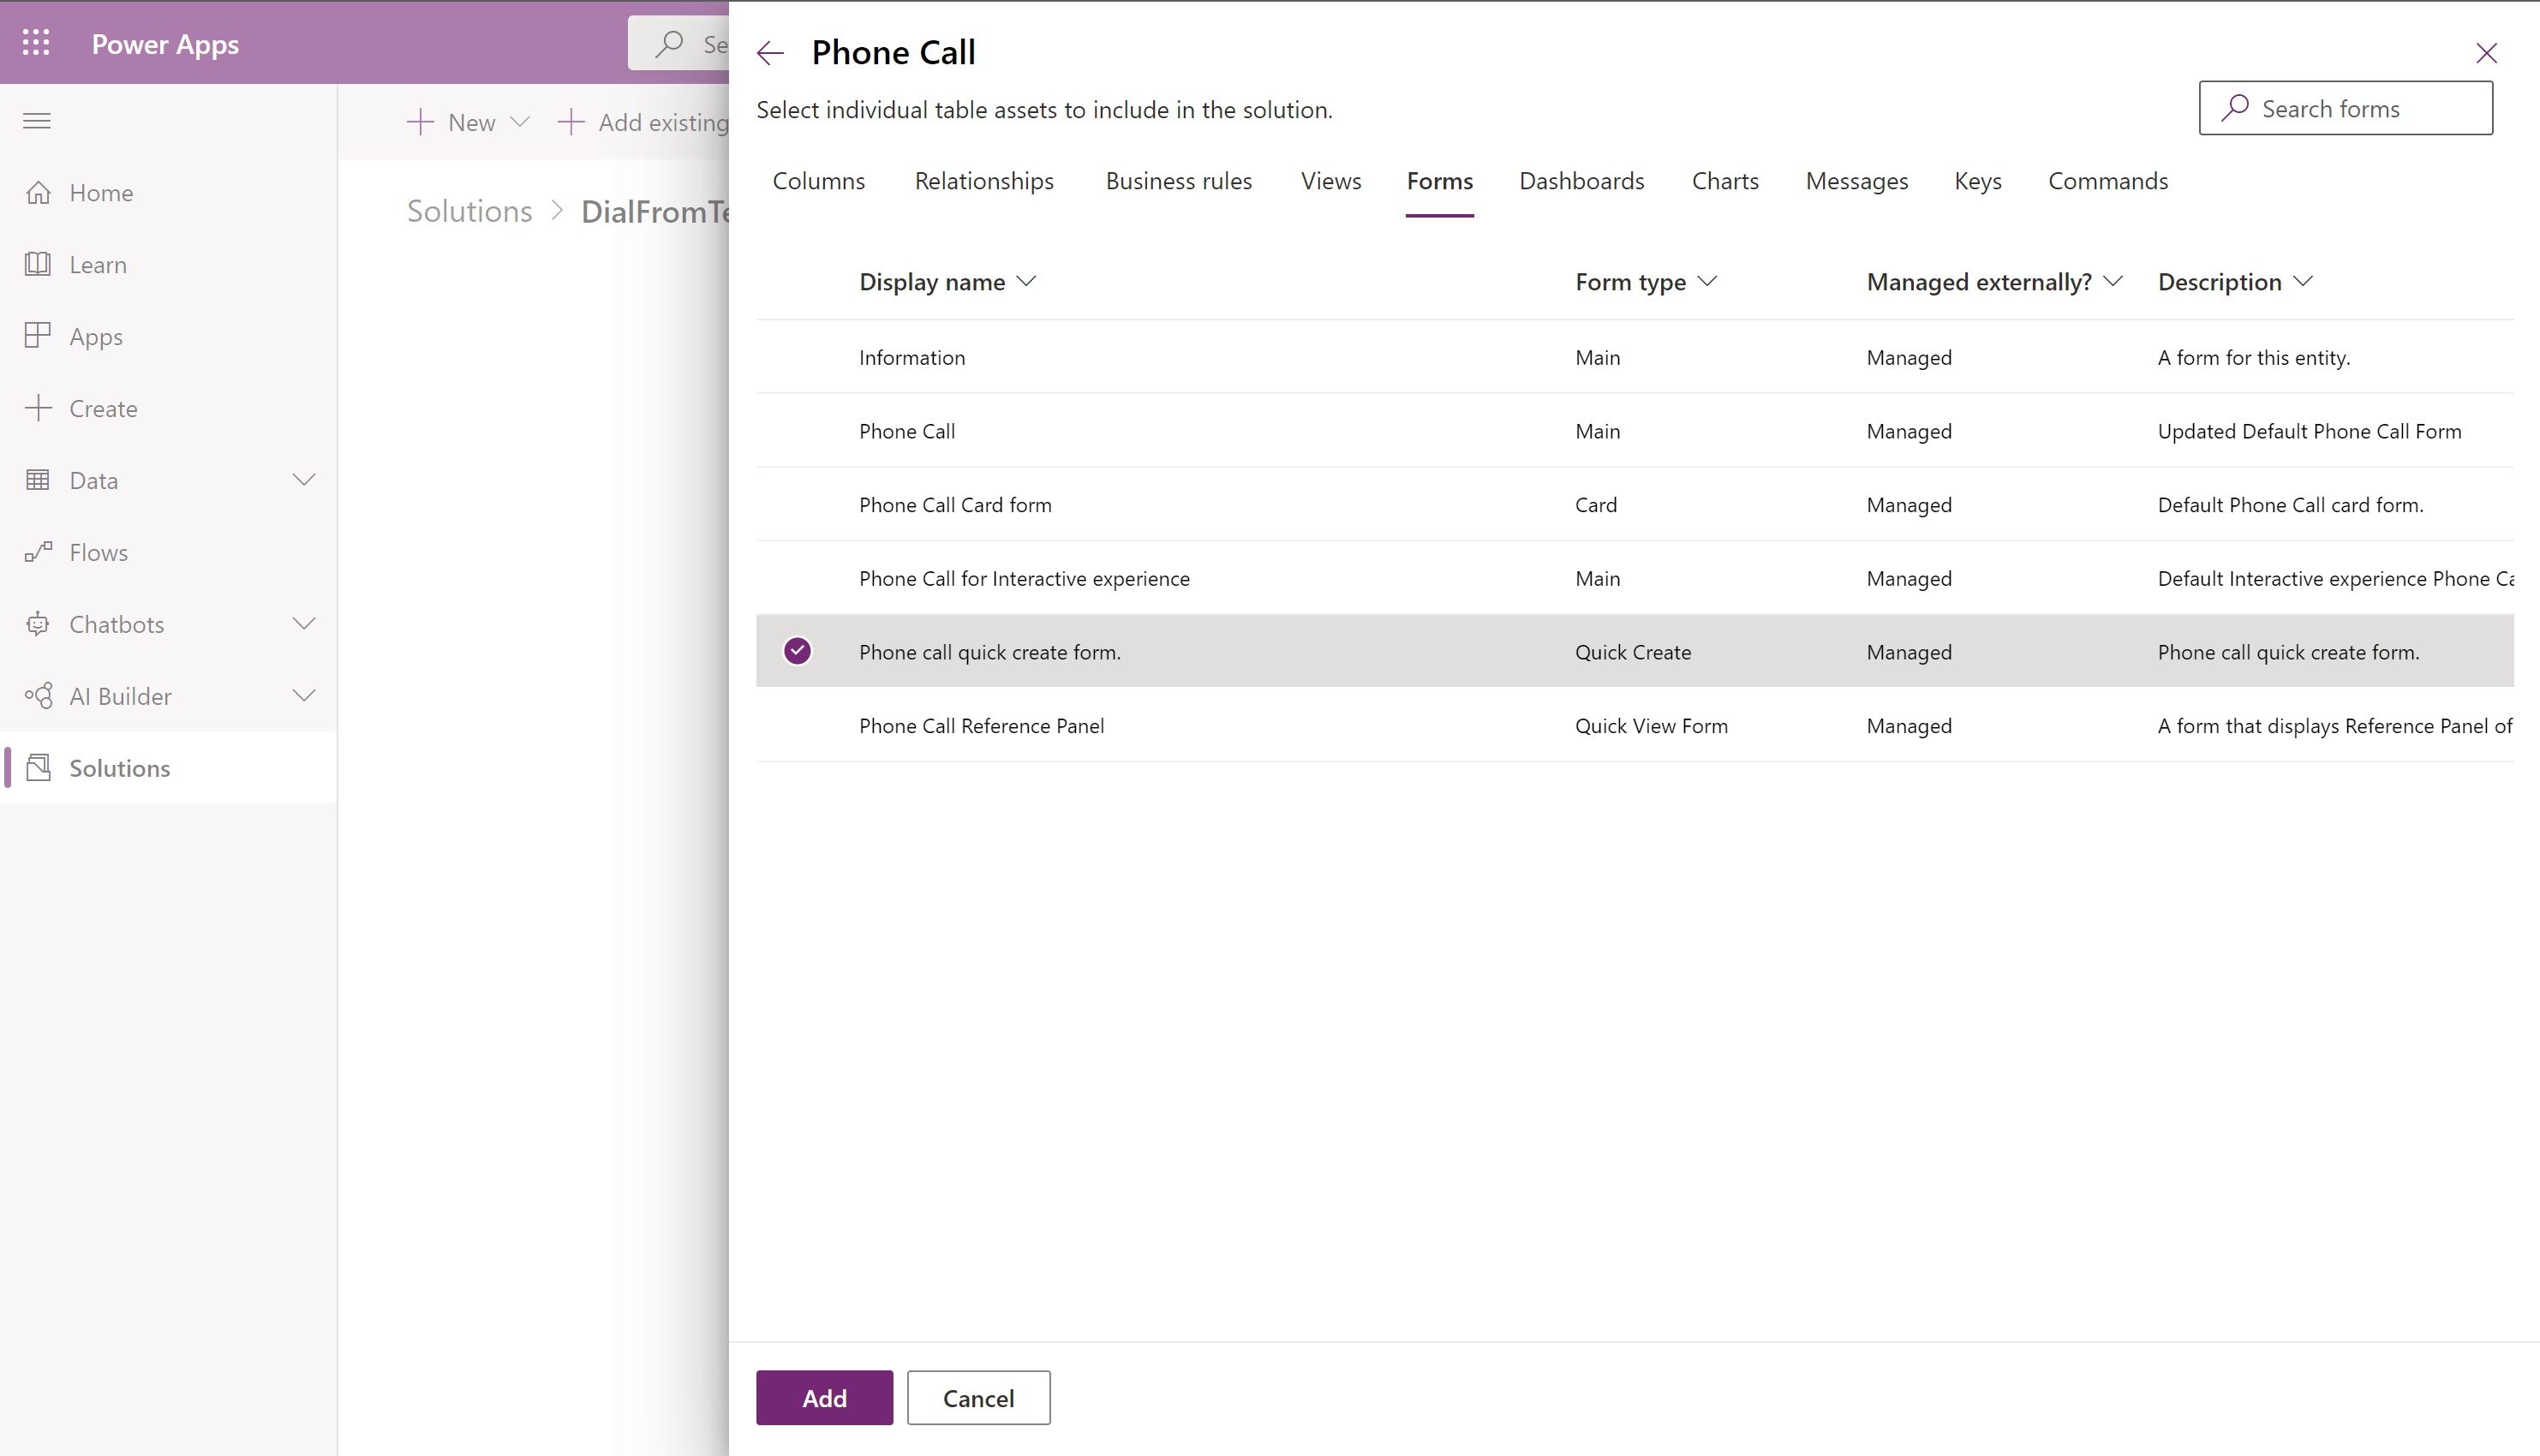 Power Apps
Se
Home
Learn
Apps
Create
Data
Flows
Chatbots
AI Builder
Solutions
New
Add existing
Solutions > DialFromTe
Phone Call
Select individual table assets to include in the solution.
Search forms
Columns Relationships Business rules Views Forms Dashboards Charts Messages Keys Commands
Display name Form type Managed externally? Description
Information Main Managed A form for this entity.
Phone Call Main Managed Updated Default Phone Call Form
Phone Call Card form Card Managed Default Phone Call card form.
Phone Call for Interactive experience Main Managed Default Interactive experience Phone Ca
Phone call quick create form. Quick Create Managed Phone call quick create form.
Phone Call Reference Panel Quick View Form Managed A form that displays Reference Panel of
Add Cancel